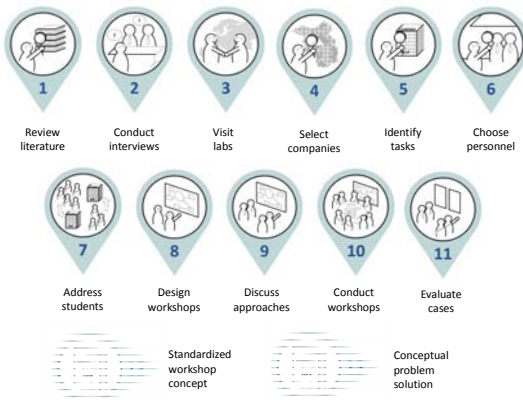 1 2 3 4 5 6
Review Conduct Visit Select Identify Choose
literature interviews labs companies tasks personnel
7 8 9 10 11
Address Design Discuss Conduct Evaluate
students workshops approaches workshops cases
Standardized
workshop
concept
Conceptual
problem
solution